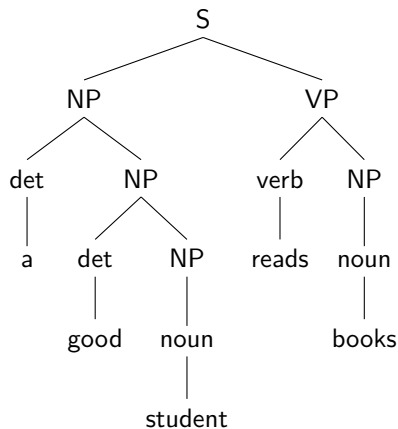 S
NP VP
det NP verb NP
a det NP reads noun
good noun books
student